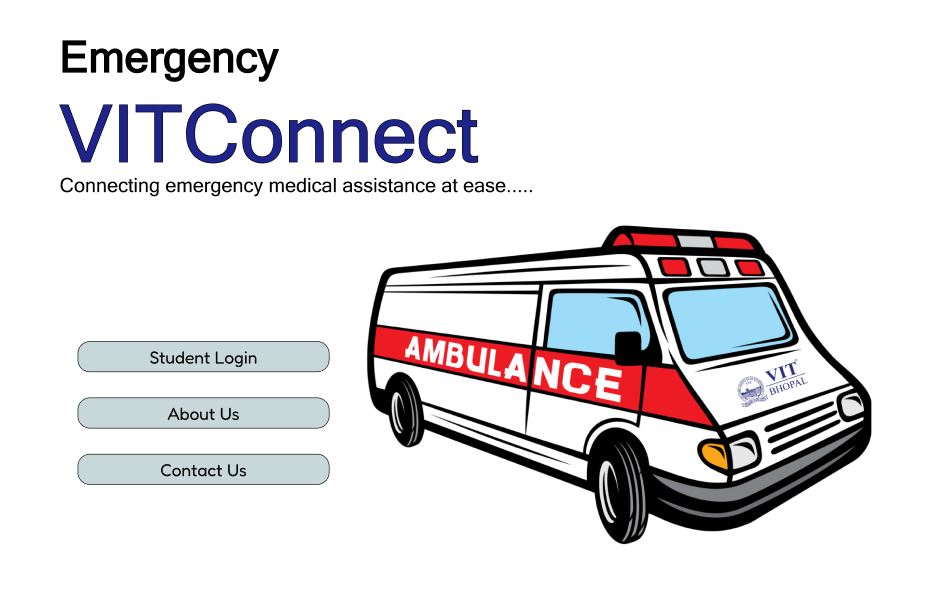 Emergency
VITConnect
Connecting emergency medical assistance at ease.....
Student Login
About Us
Contact Us
AMBULANCE
VIT
BHOPAL